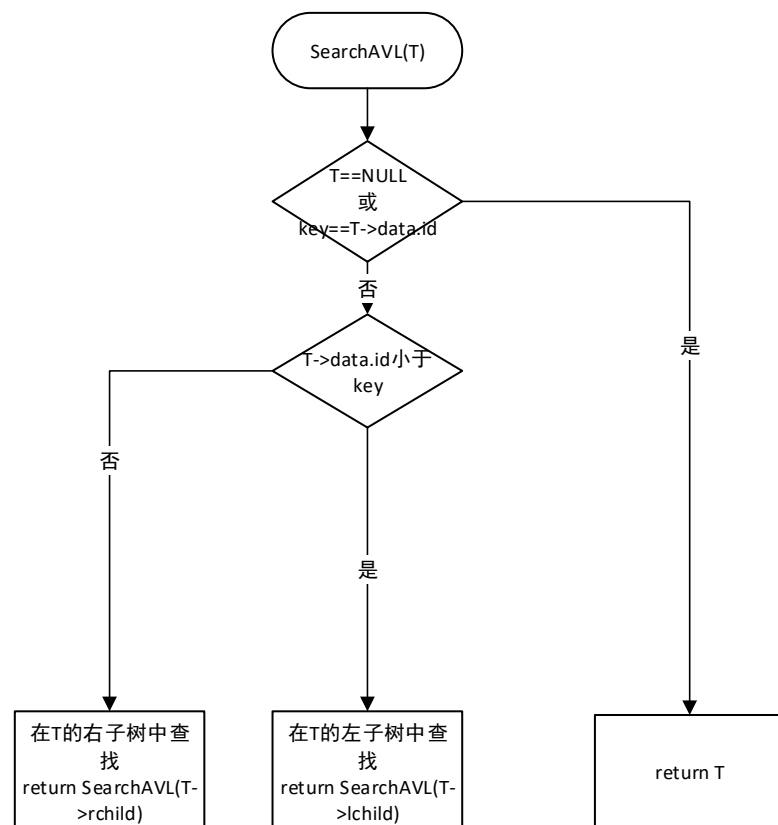 SearchAVL(T)
T==NULL
或
key==T->data.id
否
T->data.id小于
key
是
否
是
在T的右子树中查
找
return SearchAVL(T-
>rchild)
在T的左子树中查
找
return SearchAVL(T-
>lchild)
return T